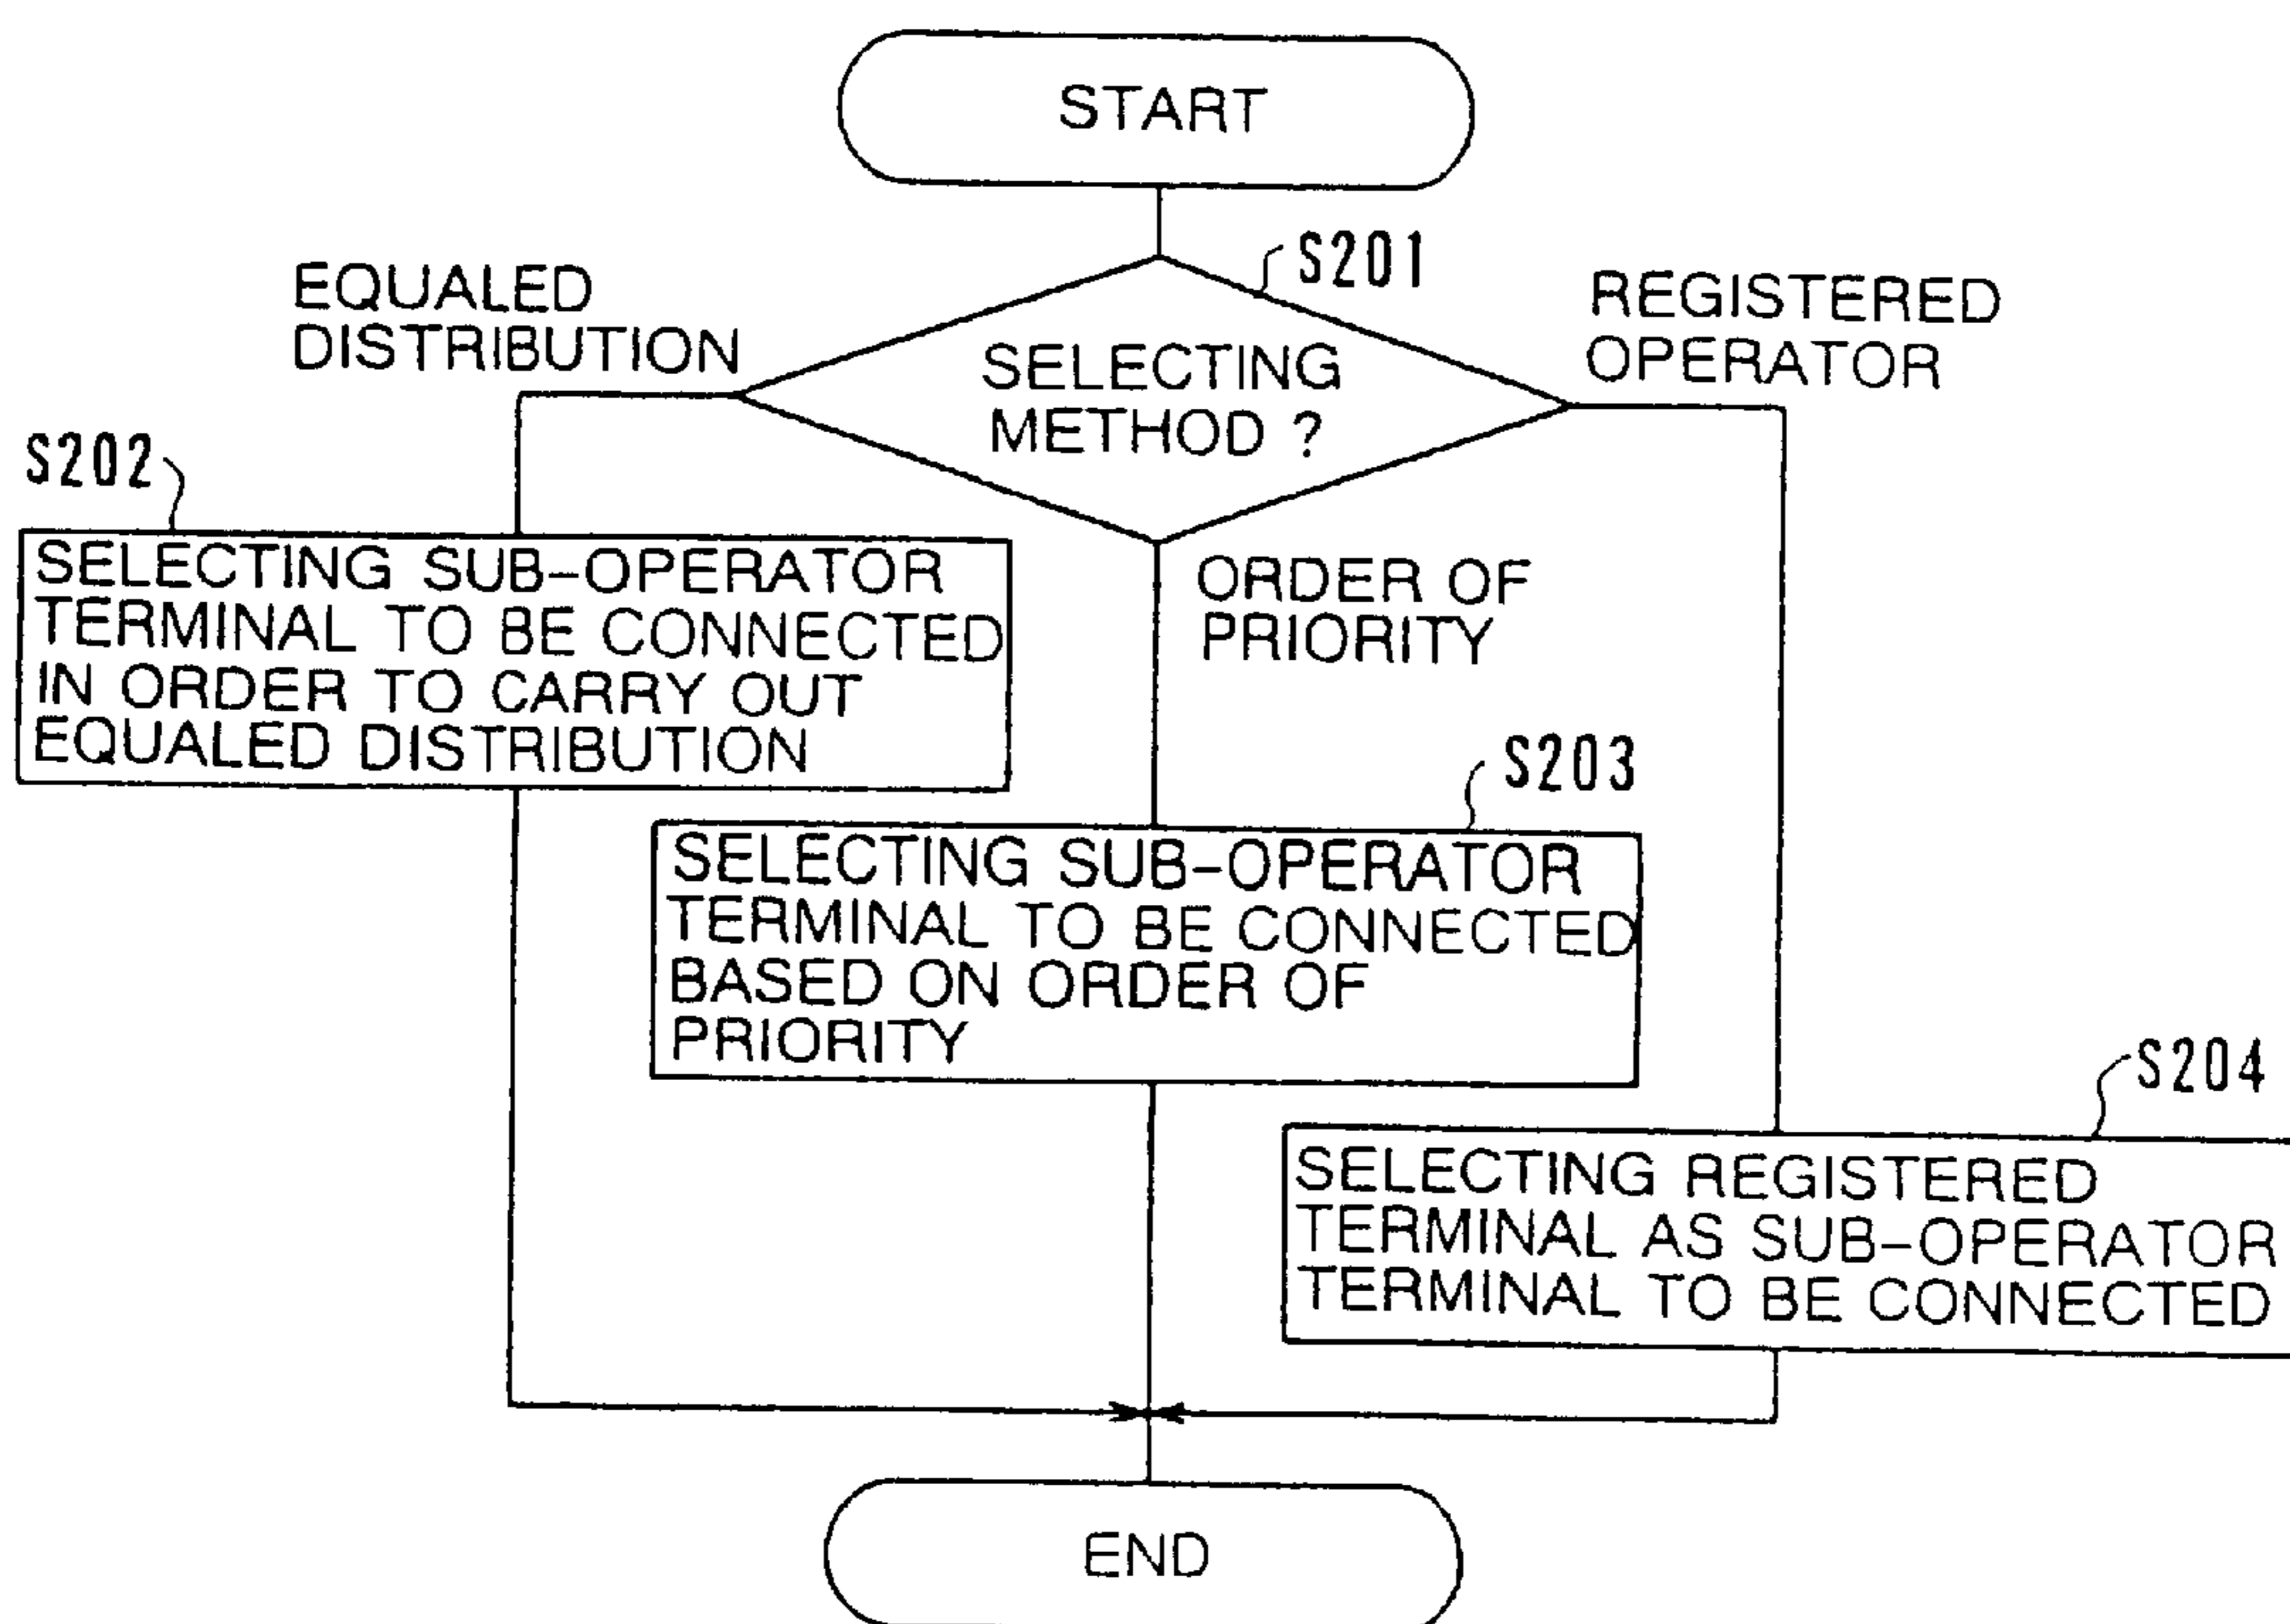 START
S201
EQUALED
DISTRIBUTION
SELECTING
METHOD ?
REGISTERED
OPERATOR
S202
SELECTING SUB-OPERATOR
TERMINAL TO BE CONNECTED
IN ORDER TO CARRY OUT
EQUALED DISTRIBUTION
ORDER OF
PRIORITY
S203
SELECTING SUB-OPERATOR
TERMINAL TO BE CONNECTED
BASED ON ORDER OF
PRIORITY
S204
SELECTING REGISTERED
TERMINAL AS SUB-OPERATOR
TERMINAL TO BE CONNECTED
END